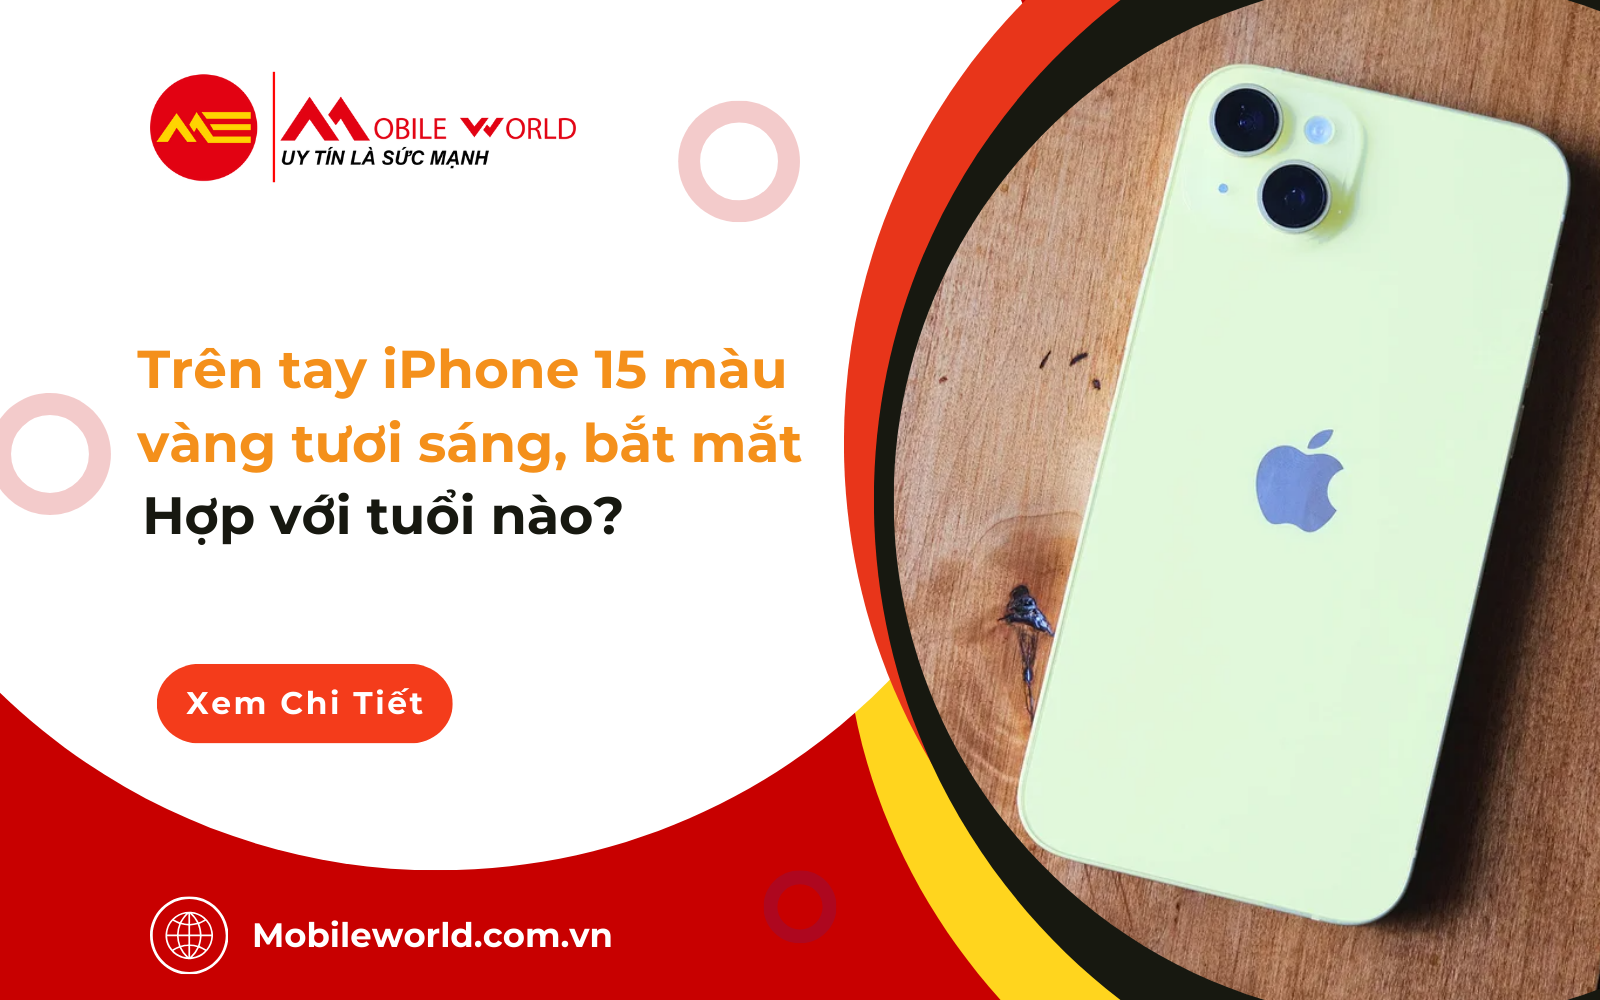 MOBILE WORLD
UY TÍN LÀ SỨC MẠNH
Trên tay iPhone 15 màu
vàng tươi sáng, bắt mắt
Hợp với tuổi nào?
Xem Chi Tiết
Mobileworld.com.vn